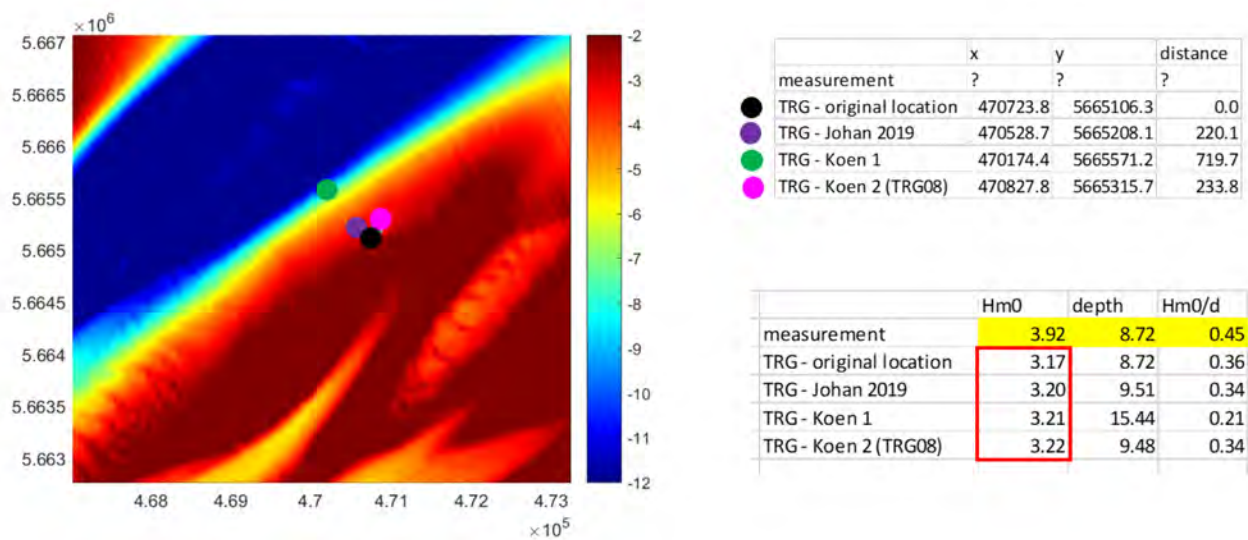 ×10⁶
5.667
5.6665
5.666
5.6655
5.665
5.6645
5.664
5.6635
5.663
4.68 4.69 4.7 4.471 4.472 4.473
×10⁵
-2
-3
-4
-5
-6
-7
-8
-9
-10
-11
-12
x y distance
measurement ? ? ?
TRG - original location 470723.8 5665106.3 0.0
TRG - Johan 2019 470528.7 5665208.1 220.1
TRG - Koen 1 470174.4 5665571.2 719.7
TRG - Koen 2 (TRG08) 470827.8 5665315.7 233.8
Hm0 depth Hm0/d
measurement 3.92 8.72 0.45
TRG - original location 3.17 8.72 0.36
TRG - Johan 2019 3.20 9.51 0.34
TRG - Koen 1 3.21 15.44 0.21
TRG - Koen 2 (TRG08) 3.22 9.48 0.34